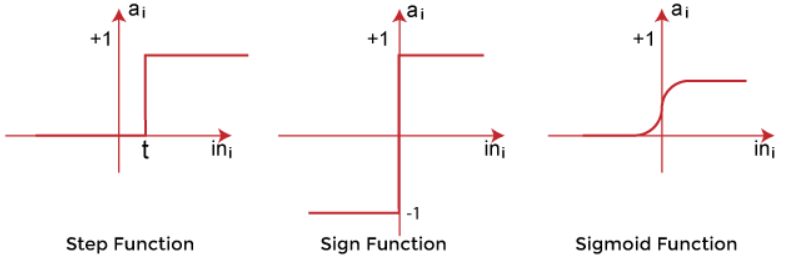 aᵢ
+1
t
inᵢ
Step Function
aᵢ
+1
inᵢ
-1
Sign Function
aᵢ
+1
inᵢ
Sigmoid Function